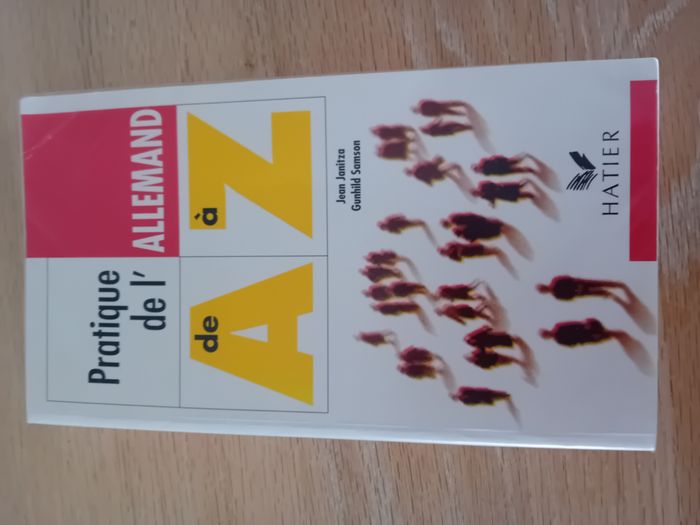 Pratique
de l'ALLEMAND
de A à Z
Jean Janitza
Gunhild Samson
HATIER